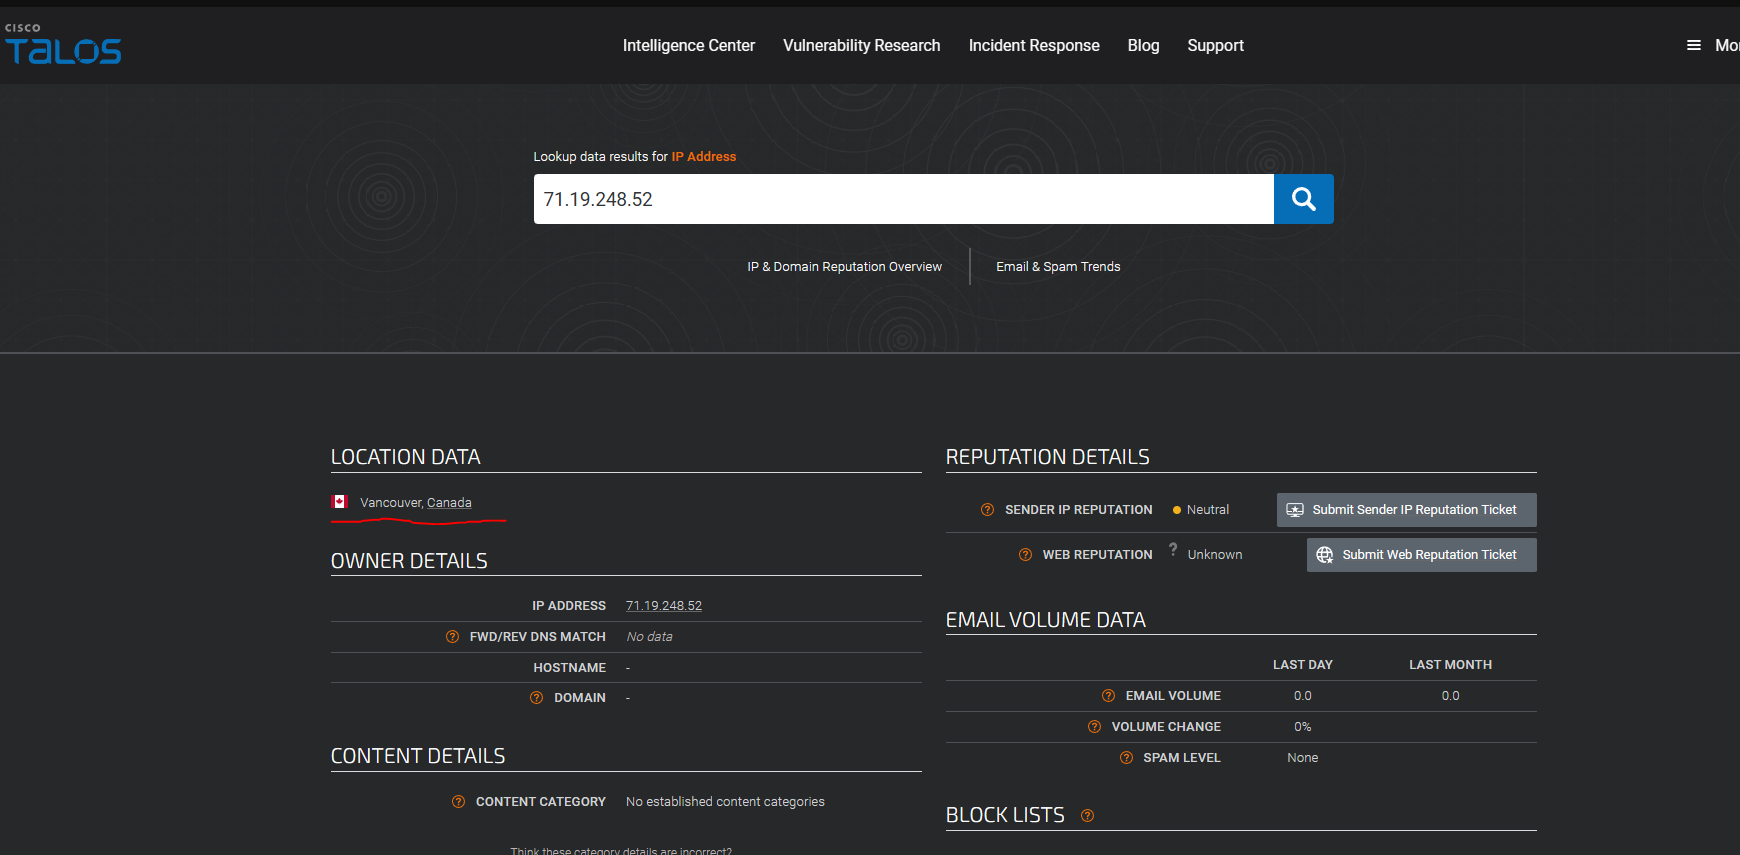 CISCO
TALOS
Intelligence Center Vulnerability Research Incident Response Blog Support
Lookup data results for IP Address
71.19.248.52
IP & Domain Reputation Overview Email & Spam Trends
LOCATION DATA
Vancouver, Canada
OWNER DETAILS
IP ADDRESS 71.19.248.52
? FWD/REV DNS MATCH No data
HOSTNAME -
? DOMAIN -
CONTENT DETAILS
? CONTENT CATEGORY No established content categories
Think these category details are incorrect?
REPUTATION DETAILS
? SENDER IP REPUTATION Neutral Submit Sender IP Reputation Ticket
? WEB REPUTATION ? Unknown Submit Web Reputation Ticket
EMAIL VOLUME DATA
LAST DAY LAST MONTH
? EMAIL VOLUME 0.0 0.0
? VOLUME CHANGE 0%
? SPAM LEVEL None
BLOCK LISTS ?